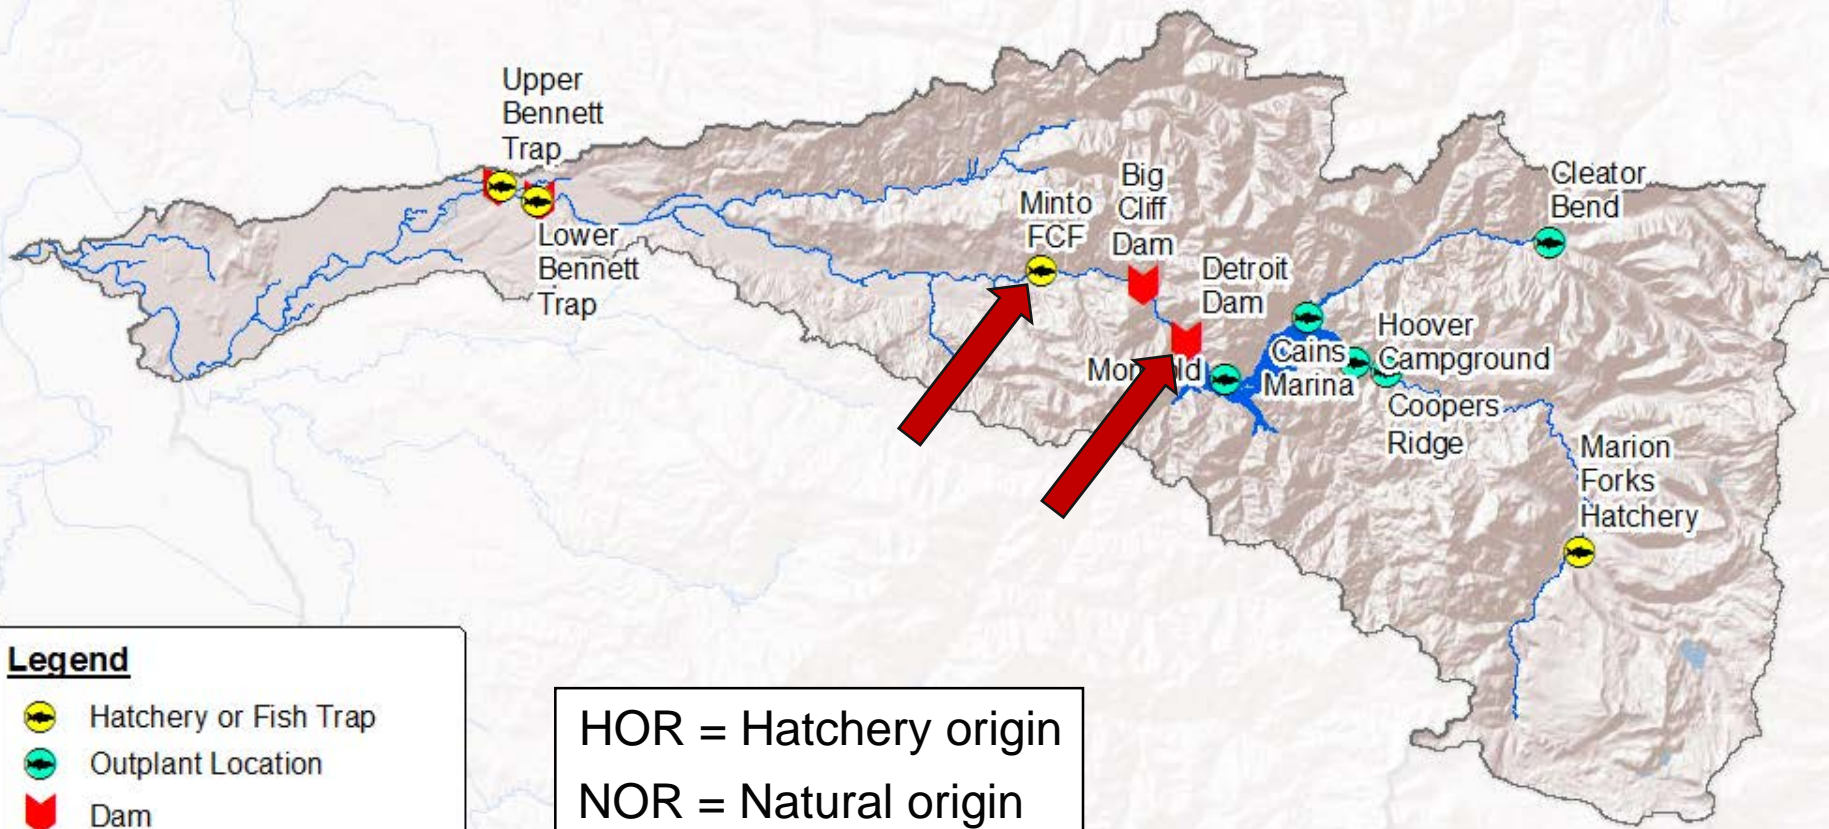 Upper
Bennett
Trap
Lower
Bennett
Trap
Minto
FCF
Big
Cliff
Dam
Detroit
Dam
Cleator
Bend
Hoover
Campground
Cains
Marina
Coopers
Ridge
Marion
Forks
Hatchery
Legend
Hatchery or Fish Trap
Outplant Location
Dam
HOR = Hatchery origin
NOR = Natural origin